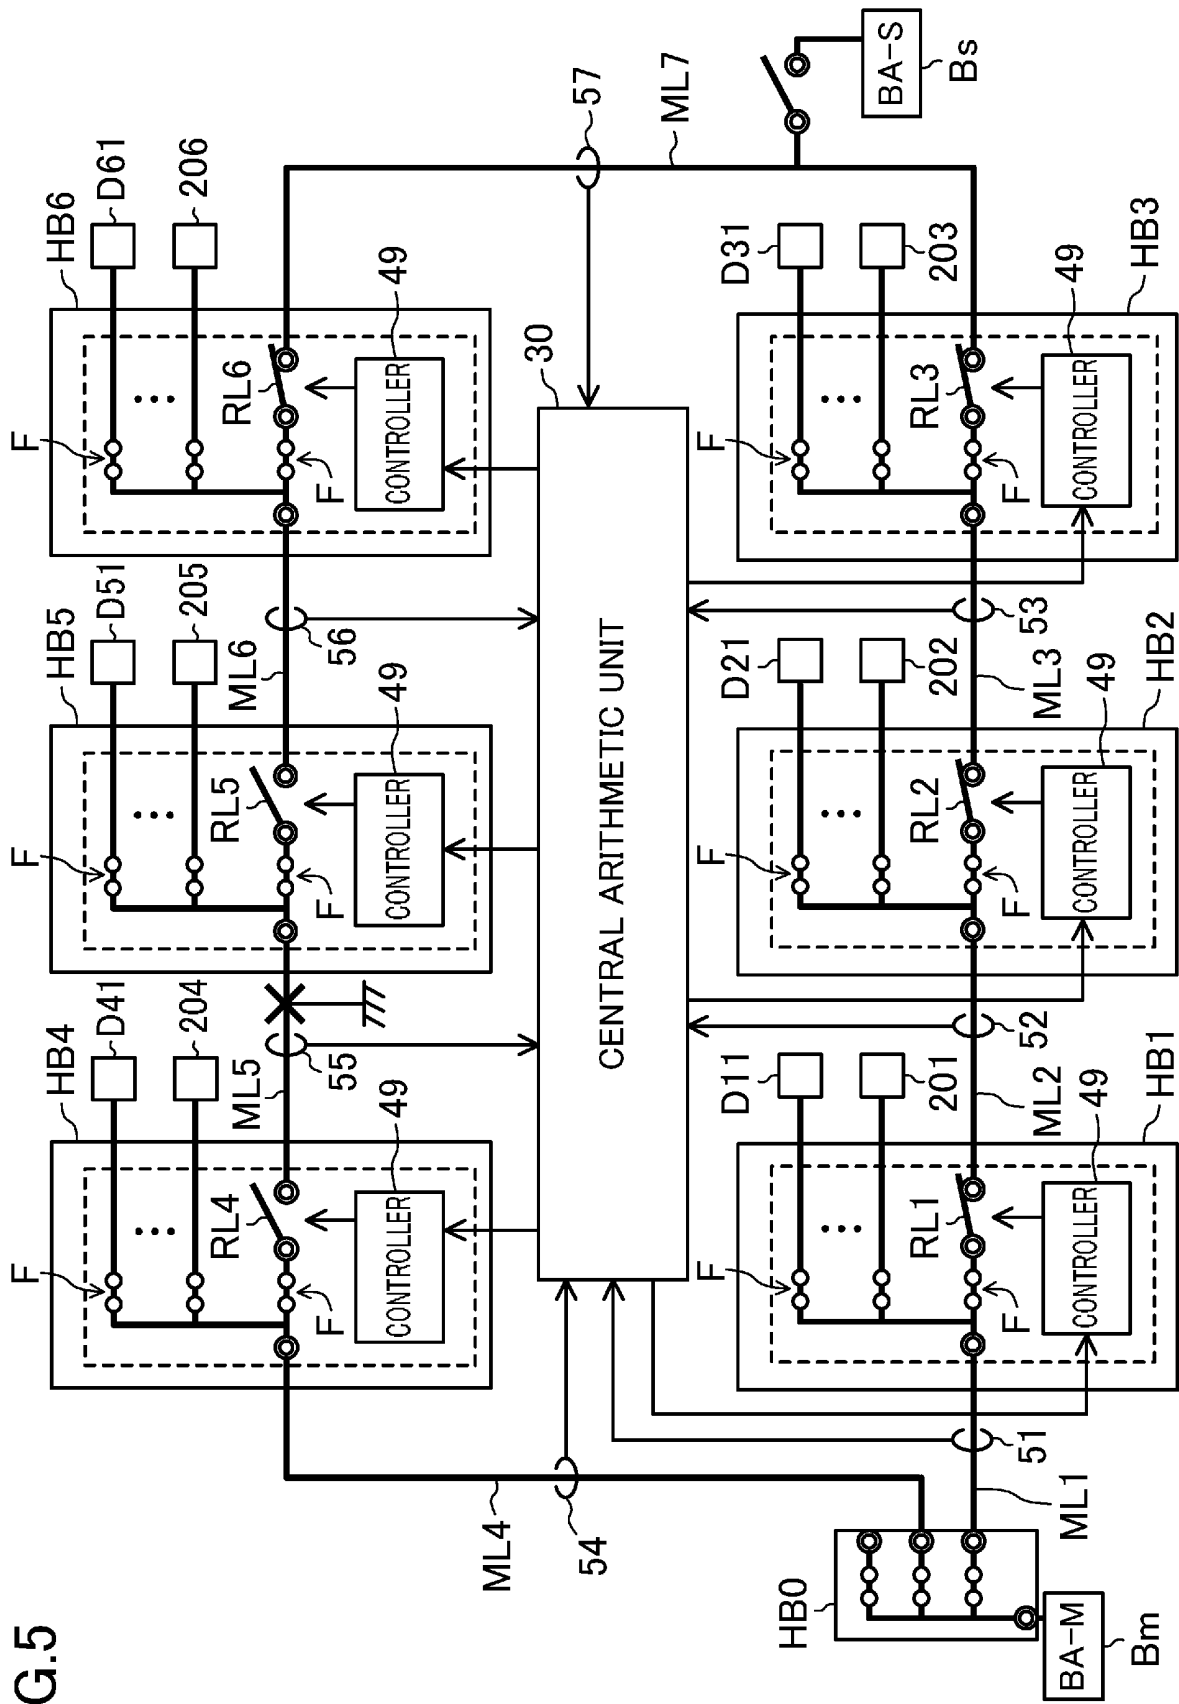 G.5
HB4
D41
204
F
RL4
F
CONTROLLER
49
ML5
55
HB5
D51
205
F
RL5
F
CONTROLLER
49
ML6
56
HB6
D61
206
F
RL6
F
CONTROLLER
49
57
ML7
BA-S
Bs
ML4
54
CENTRAL ARITHMETIC UNIT
30
HB0
BA-M
Bm
ML1
51
HB1
D11
201
F
RL1
F
CONTROLLER
49
ML2
52
HB2
D21
202
F
RL2
F
CONTROLLER
49
ML3
53
HB3
D31
203
F
RL3
F
CONTROLLER
49